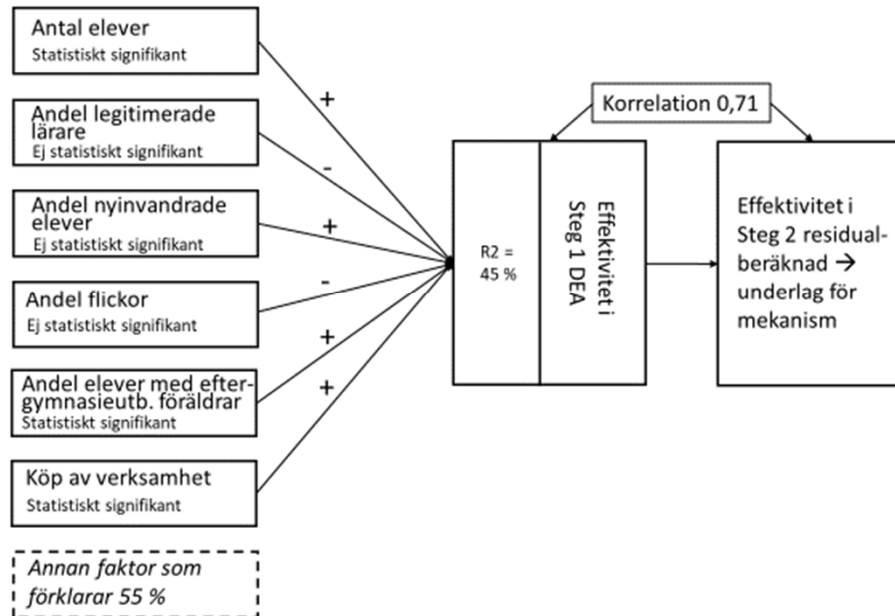 Antal elever
Statistiskt signifikant
Andel legitimerade
lärare
Ej statistiskt signifikant
Andel nyinvandrade
elever
Ej statistiskt signifikant
Andel flickor
Ej statistiskt signifikant
Andel elever med efter-
gymnasieutb. föräldrar
Statistiskt signifikant
Köp av verksamhet
Statistiskt signifikant
Annan faktor som
förklarar 55 %
+
-
+
-
+
+
R2 =
45 %
Effektivitet i
Steg 1 DEA
Korrelation 0,71
Effektivitet i
Steg 2 residual-
beräknad →
underlag för
mekanism